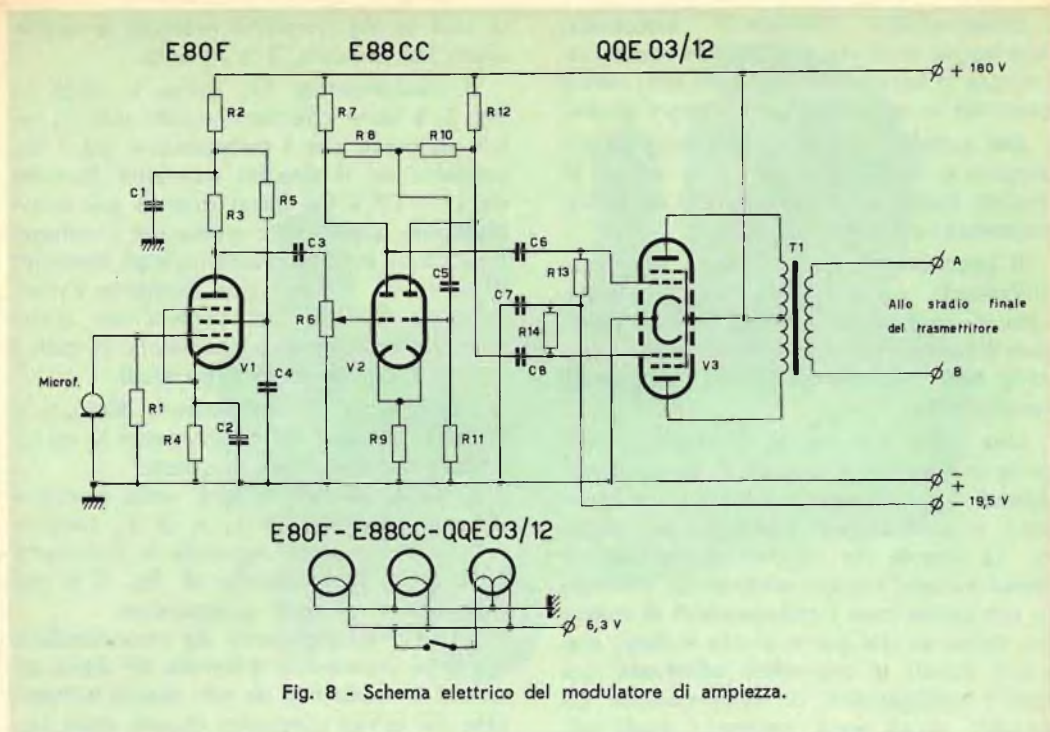 E80F E88CC QQE 03/12
+ 180 V
R2
R7
R12
R8
R10
C1
R3
R5
C3
C5
C6
R13
C7
R14
C8
R6
V1
V2
V3
T1
A
Allo stadio finale
del trasmettitore
B
Microf.
R1
C4
R4
C2
R9
R11
−
+
− 19,5 V
E80F - E88CC - QQE03/12
6,3 V
Fig. 8 - Schema elettrico del modulatore di ampiezza.